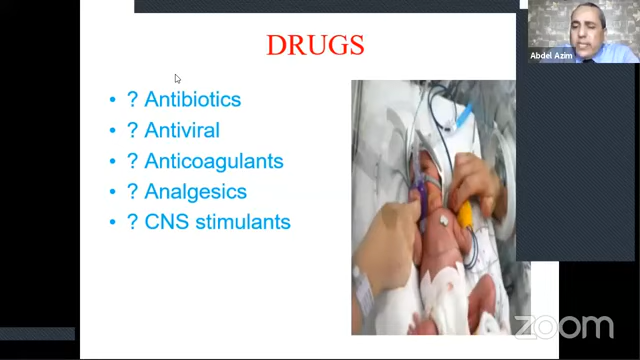 DRUGS
Abdel Azim
• ? Antibiotics
• ? Antiviral
• ? Anticoagulants
• ? Analgesics
• ? CNS stimulants
zoom